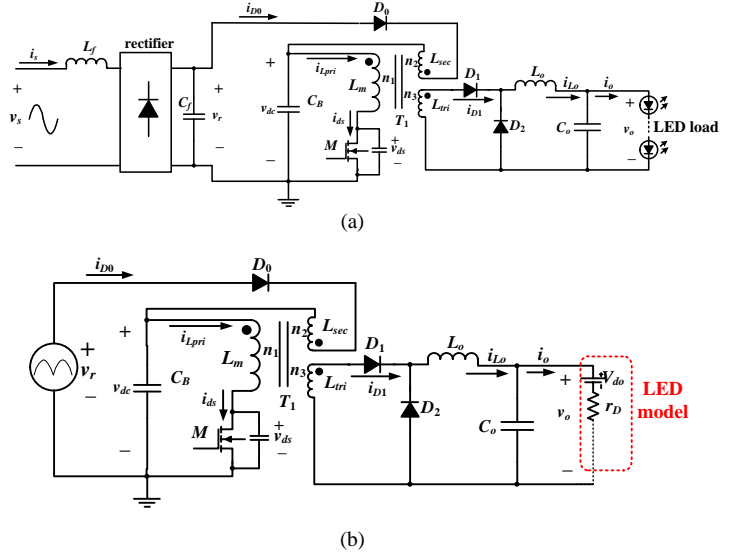 i_s
L_f
rectifier
i_D0
D_0
+
v_s
−
C_f
+
v_r
−
+
v_dc
−
C_B
i_Lpri
n_1
L_m
i_ds
M
+
v_ds
−
n_2
L_sec
n_3
L_tri
T_1
D_1
i_D1
D_2
L_o
i_Lo
i_o
C_o
+
v_o
−
LED load
(a)
i_D0
D_0
+
v_r
−
+
v_dc
−
C_B
i_Lpri
n_1
L_m
i_ds
M
+
v_ds
−
n_2
L_sec
n_3
L_tri
T_1
D_1
i_D1
D_2
L_o
i_Lo
i_o
C_o
+
v_o
−
V_do
r_D
LED
model
(b)